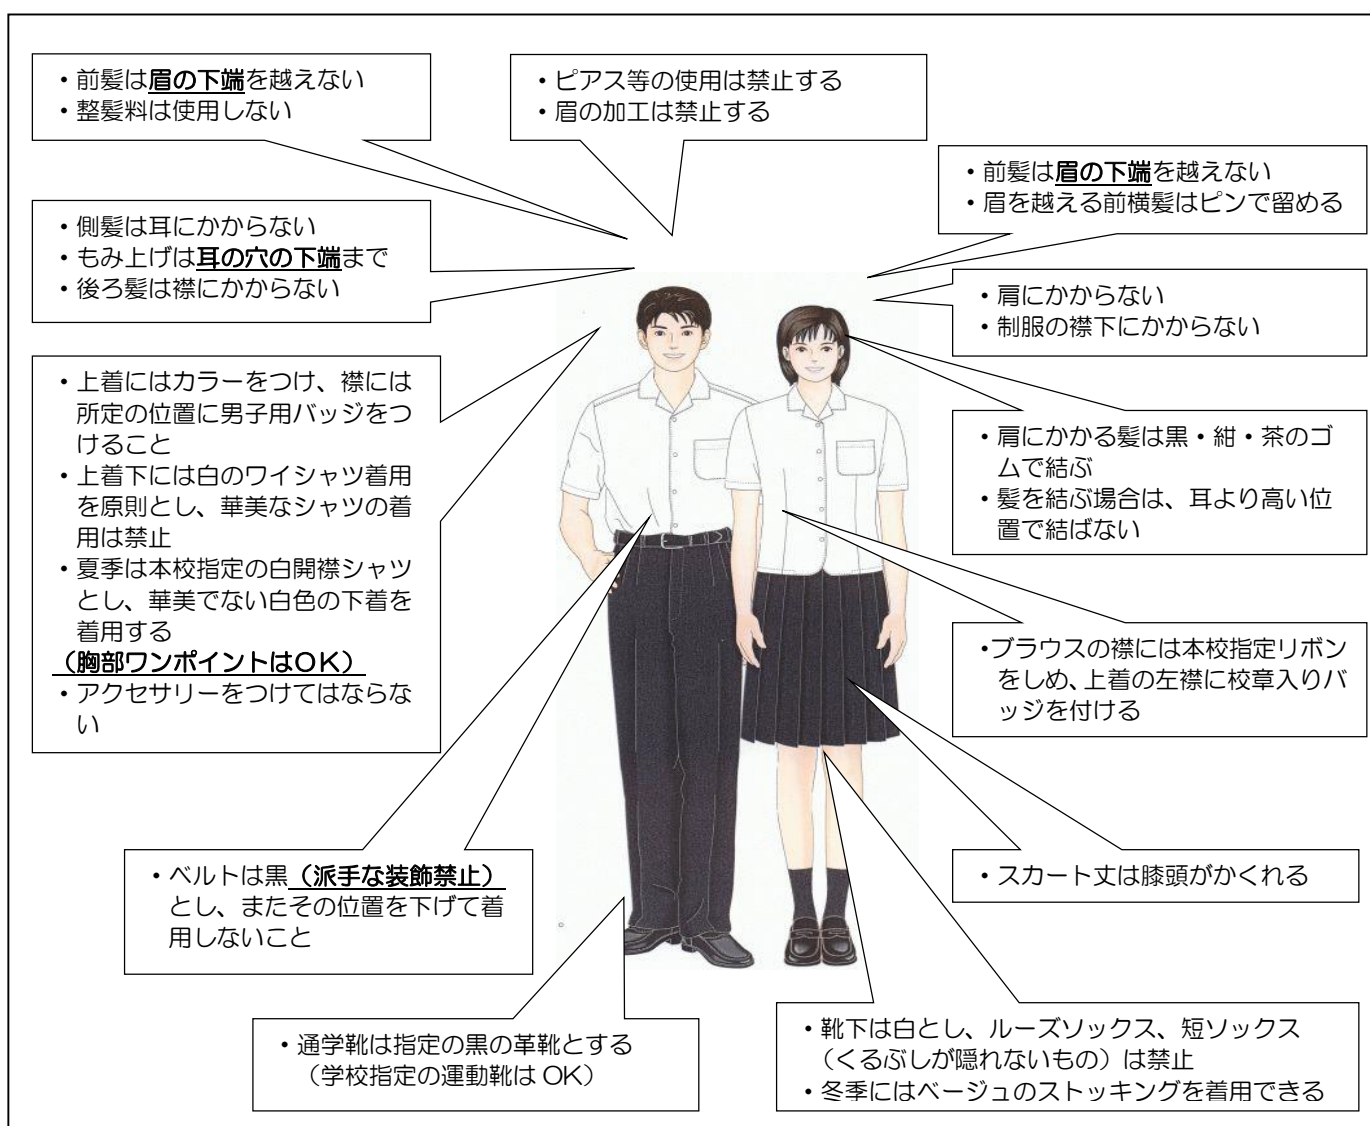 ・前髪は眉の下端を越えない
・整髪料は使用しない
・ピアス等の使用は禁止する
・眉の加工は禁止する
・前髪は眉の下端を越えない
・眉を越える前横髪はピンで留める
・側髪は耳にかからない
・もみ上げは耳の穴の下端まで
・後ろ髪は襟にかからない
・肩にかからない
・制服の襟下にかからない
・上着にはカラーをつけ、襟には
所定の位置に男子用バッジをつ
けること
・上着下には白のワイシャツ着用
を原則とし、華美なシャツの着
用は禁止
・夏季は本校指定の白開襟シャツ
とし、華美でない白色の下着を
着用する
（胸部ワンポイントはＯＫ）
・アクセサリーをつけてはならな
い
・肩にかかる髪は黒・紺・茶のゴ
ムで結ぶ
・髪を結ぶ場合は、耳より高い位
置で結ばない
・ブラウスの襟には本校指定リボン
をしめ、上着の左襟に校章入りバ
ッジを付ける
・ベルトは黒（派手な装飾禁止）
とし、またその位置を下げて着
用しないこと
・スカート丈は膝頭がかくれる
・通学靴は指定の黒の革靴とする
（学校指定の運動靴は OK）
・靴下は白とし、ルーズソックス、短ソックス
（くるぶしが隠れないもの）は禁止
・冬季にはベージュのストッキングを着用できる